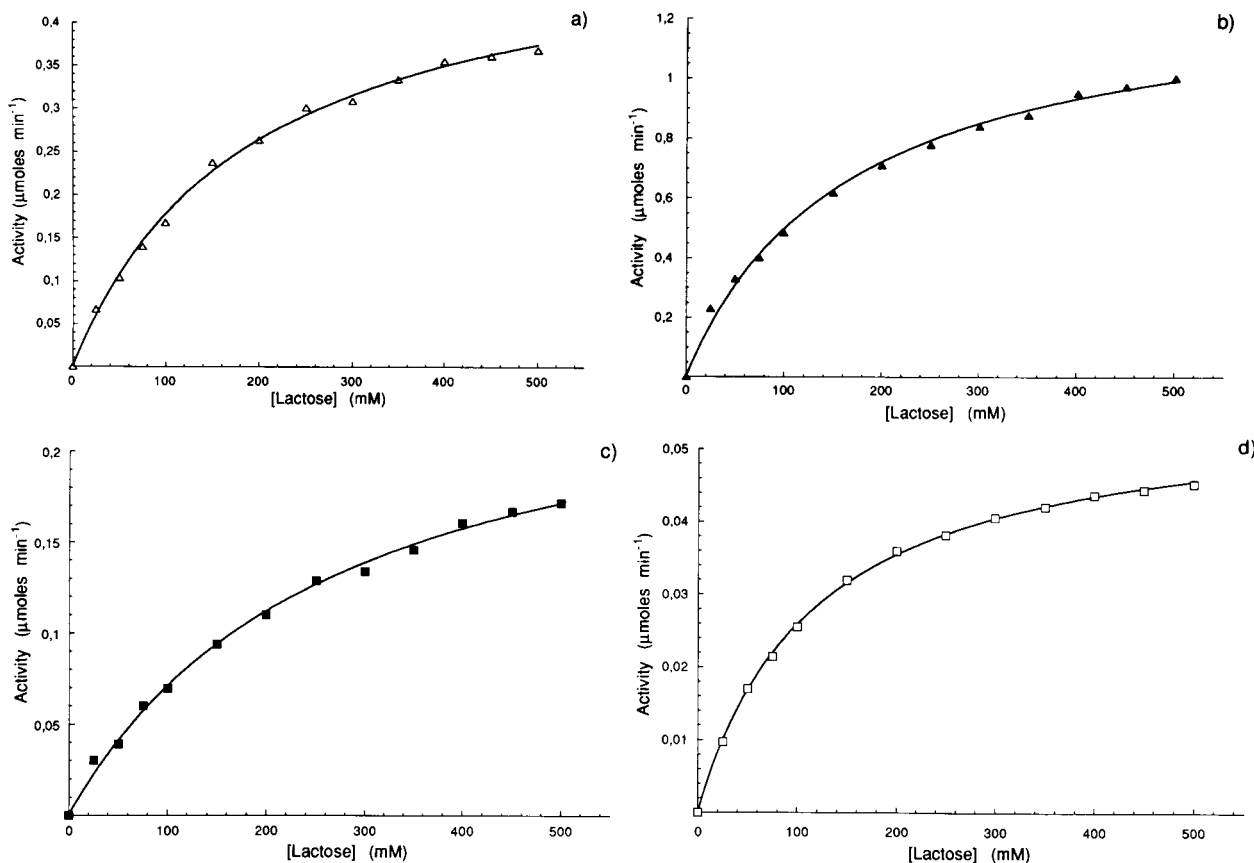 a)
Activity (μmoles min⁻¹)
0,4
0,35
0,3
0,25
0,2
0,15
0,1
0,05
0 100 200 300 400 500
[Lactose] (mM)
b)
Activity (μmoles min⁻¹)
1,2
1
0,8
0,6
0,4
0,2
0 100 200 300 400 500
[Lactose] (mM)
c)
Activity (μmoles min⁻¹)
0,2
0,15
0,1
0,05
0 100 200 300 400 500
[Lactose] (mM)
d)
Activity (μmoles min⁻¹)
0,05
0,04
0,03
0,02
0,01
0 100 200 300 400 500
[Lactose] (mM)